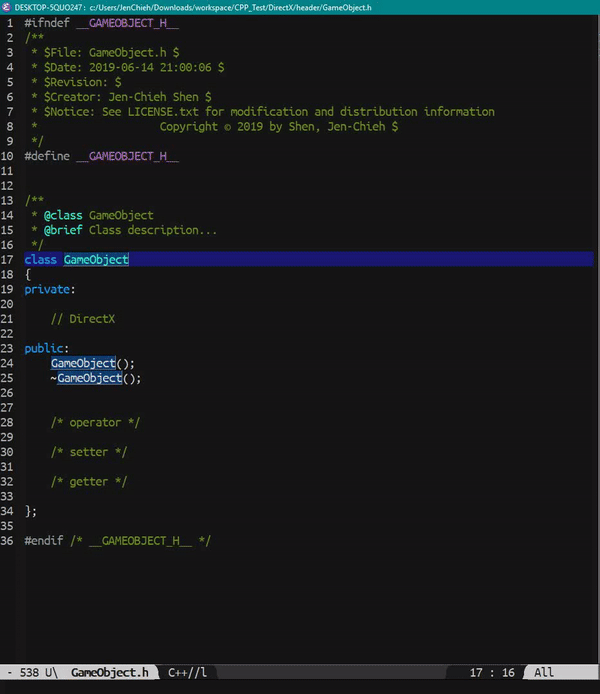 DESKTOP-5QUO247 : c:/Users/JenChieh/Downloads/workspace/CPP_Test/DirectX/header/GameObject.h
1 #ifndef __GAMEOBJECT_H__
2 /**
3  * $File: GameObject.h $
4  * $Date: 2019-06-14 21:00:06 $
5  * $Revision: $
6  * $Creator: Jen-Chieh Shen $
7  * $Notice: See LICENSE.txt for modification and distribution information
8  *                   Copyright © 2019 by Shen, Jen-Chieh $
9  */
10 #define __GAMEOBJECT_H__
11
12
13 /**
14  * @class GameObject
15  * @brief Class description...
16  */
17 class GameObject
18 {
19 private:
20
21     // DirectX
22
23 public:
24     GameObject();
25     ~GameObject();
26
27
28     /* operator */
29
30     /* setter */
31
32     /* getter */
33
34 };
35
36 #endif /* __GAMEOBJECT_H__ */
- 538 U\ GameObject.h C++//l 17 : 16 All